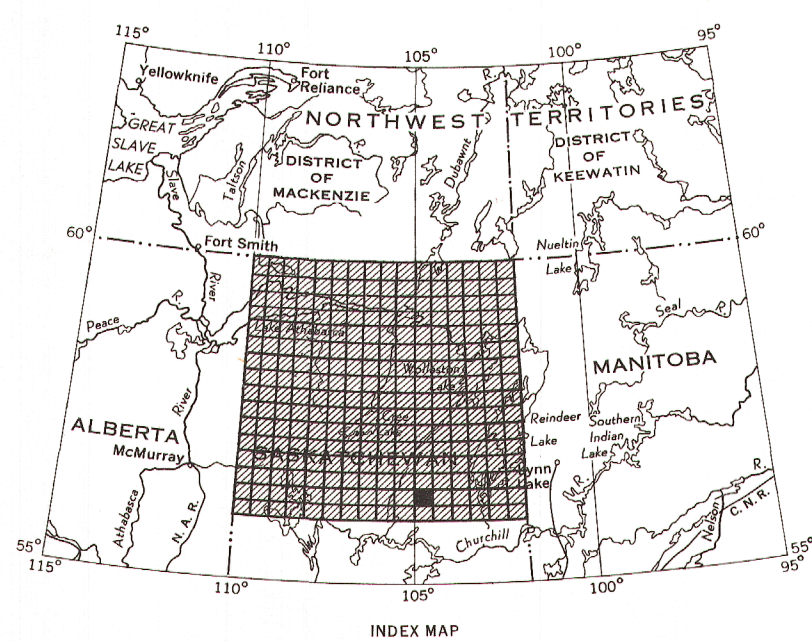 115°
110°
105°
100°
95°
Yellowknife
Fort
Reliance
R.
NORTHWEST TERRITORIES
GREAT
SLAVE
LAKE
Slave
Taltson
R.
DISTRICT
OF
MACKENZIE
Dubawnt
DISTRICT
OF
KEEWATIN
60°
Fort Smith
Nueltin
Lake
60°
River
Peace
R.
Lake Athabasca
Seal
R.
Wollaston
Lake
MANITOBA
River
Cree
Lake
Reindeer
Lake
Southern
Indian
Lake
ALBERTA
McMurray
SASKATCHEWAN
Lynn
Lake
R.
R.
Athabasca
N. A. R.
Nelson
C. N. R.
Churchill
55°
115°
110°
105°
100°
55°
95°
INDEX MAP